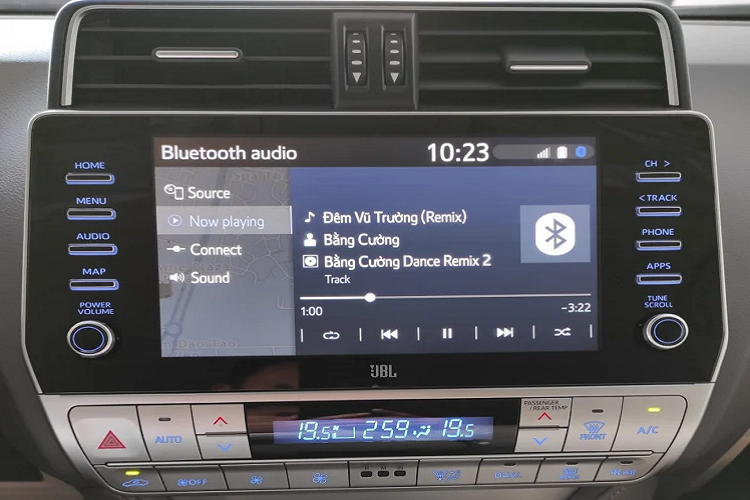 Bluetooth audio
10:23
Source
Now playing
Connect
Sound
Đêm Vũ Trường (Remix)
Bằng Cường
Bằng Cường Dance Remix 2
Track
1:00
-3:22
HOME
MENU
AUDIO
MAP
POWER
VOLUME
CH >
< TRACK
PHONE
APPS
TUNE
SCROLL
JBL
AUTO
19.5
25.9
19.5
PASSENGER
/REAR TEMP
FRONT
A/C
OFF